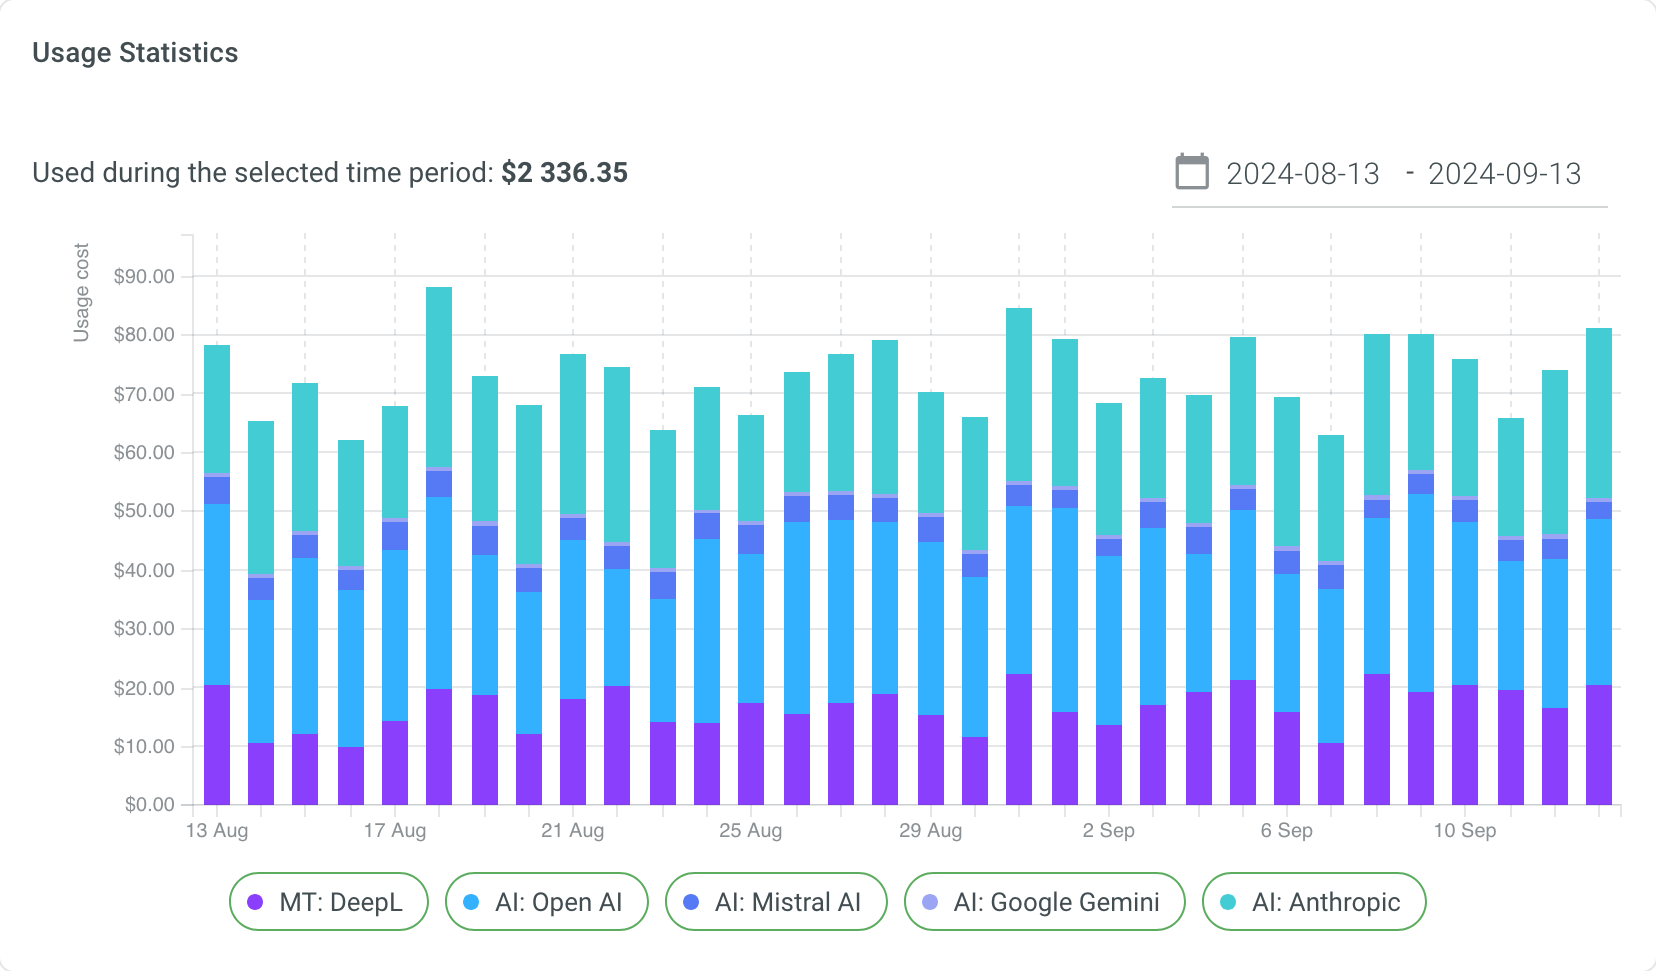 Usage Statistics
Used during the selected time period: $2 336.35
2024-08-13 - 2024-09-13
Usage cost
$90.00
$80.00
$70.00
$60.00
$50.00
$40.00
$30.00
$20.00
$10.00
$0.00
13 Aug 17 Aug 21 Aug 25 Aug 29 Aug 2 Sep 6 Sep 10 Sep
MT: DeepL AI: Open AI AI: Mistral AI AI: Google Gemini AI: Anthropic